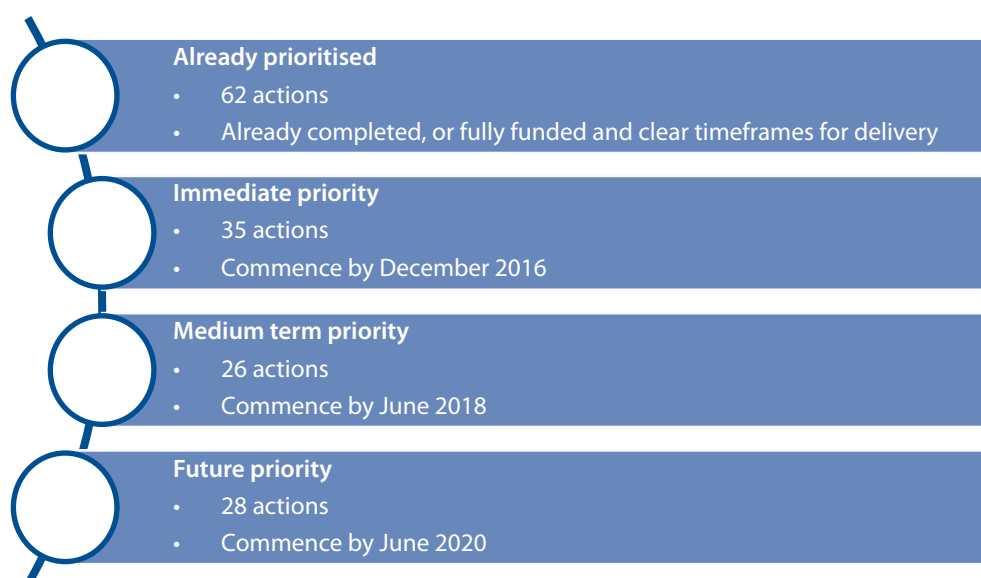 Already prioritised
• 62 actions
• Already completed, or fully funded and clear timeframes for delivery
Immediate priority
• 35 actions
• Commence by December 2016
Medium term priority
• 26 actions
• Commence by June 2018
Future priority
• 28 actions
• Commence by June 2020